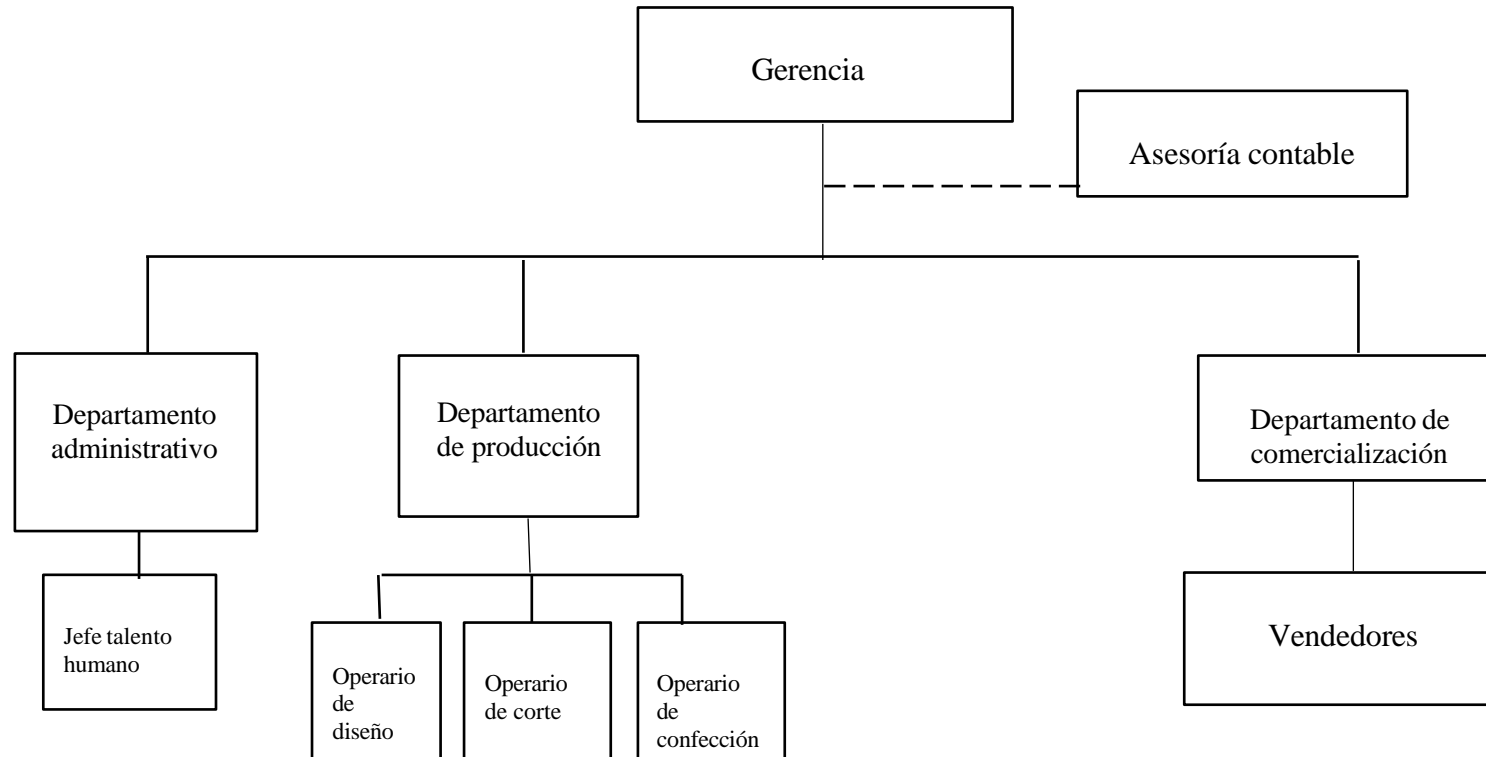 Gerencia
Asesoría contable
Departamento
administrativo
Departamento
de producción
Departamento de
comercialización
Jefe talento
humano
Operario
de
diseño
Operario
de corte
Operario
de
confección
Vendedores